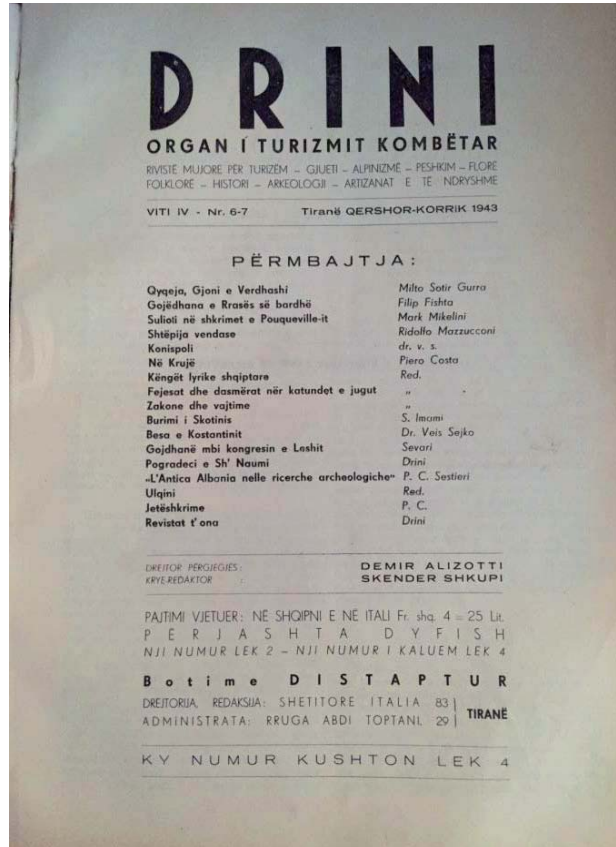 DRINI
ORGAN I TURIZMIT KOMBËTAR
RIVISTË MUJORE PËR TURIZËM – GJUETI – ALPINIZMË – PESHKIM – FLORË
FOLKLORË – HISTORI – ARKEOLOGJI – ARTIZANAT E TË NDRYSHME
VITI IV - Nr. 6-7 Tiranë QERSHOR-KORRIK 1943
PËRMBAJTJA:
Qyqeja, Gjoni e Verdhashi Milto Sotir Gurra
Gojëdhana e Rrasës së bardhë Filip Fishta
Sulioti në shkrimet e Pouqueville-it Mark Mikelini
Shtëpija vendase Ridolfo Mazzucconi
Konispoli dr. v. s.
Në Krujë Piero Costa
Këngët lyrike shqiptare Red.
Fejesat dhe dasmërat nër katundet e jugut „
Zakone dhe vajtime „
Burimi i Skotinis S. Imami
Besa e Kostantinit Dr. Veis Sejko
Gojdhanë mbi kongresin e Leshit Sevari
Pogradeci e Sh' Naumi Drini
«L'Antica Albania nelle ricerche archeologiche» P. C. Sestieri
Ulqini Red.
Jetëshkrime P. C.
Revistat t'ona Drini
DREJTOR PËRGJEGJËS: DEMIR ALIZOTTI
KRYE-REDAKTOR : SKENDER SHKUPI
PAJTIMI VJETUER: NË SHQIPNI E NË ITALI Fr. shq. 4 = 25 Lit.
PËRJASHTA DYFISH
NJI NUMUR LEK 2 – NJI NUMUR I KALUEM LEK 4
Botime DISTAPTUR
DREJTORIJA, REDAKSIJA: SHETITORE ITALIA 83 | TIRANË
ADMINISTRATA: RRUGA ABDI TOPTANI, 29 |
KY NUMUR KUSHTON LEK 4